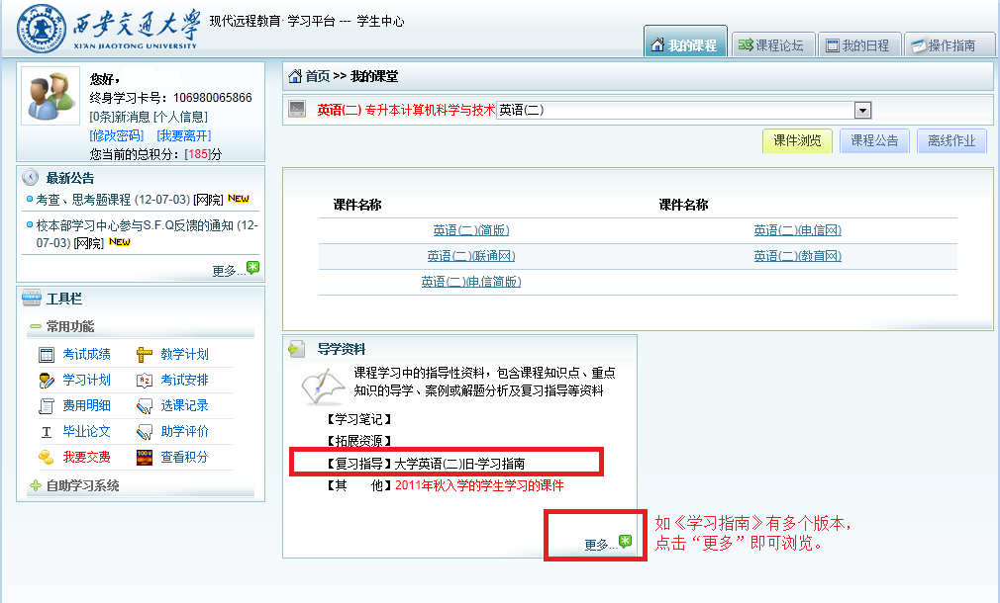 西安交通大学
XI'AN JIAOTONG UNIVERSITY
现代远程教育·学习平台 --- 学生中心
我的课程
课程论坛
我的日程
操作指南
您好，
终身学习卡号：106980065866
[0条]新消息 [个人信息]
[修改密码] [我要离开]
您当前的总积分：[185]分
最新公告
考查、思考题课程 (12-07-03) [网院] NEW
校本部学习中心参与S.F.Q反馈的通知 (12-
07-03) [网院] NEW
更多...
工具栏
常用功能
考试成绩 教学计划
学习计划 考试安排
费用明细 选课记录
毕业论文 助学评价
我要交费 查看积分
自助学习系统
首页 >> 我的课堂
英语(二) 专升本计算机科学与技术 英语(二)
课件浏览 课程公告 离线作业
课件名称 课件名称
英语(二)(简版) 英语(二)(电信网)
英语(二)(联通网) 英语(二)(教育网)
英语(二)(电信简版)
导学资料
课程学习中的指导性资料，包含课程知识点、重点
知识的导学、案例或解题分析及复习指导等资料
【学习笔记】
【拓展资源】
【复习指导】大学英语(二)旧-学习指南
【其 他】2011年秋入学的学生学习的课件
更多...
如《学习指南》有多个版本，
点击“更多”即可浏览。